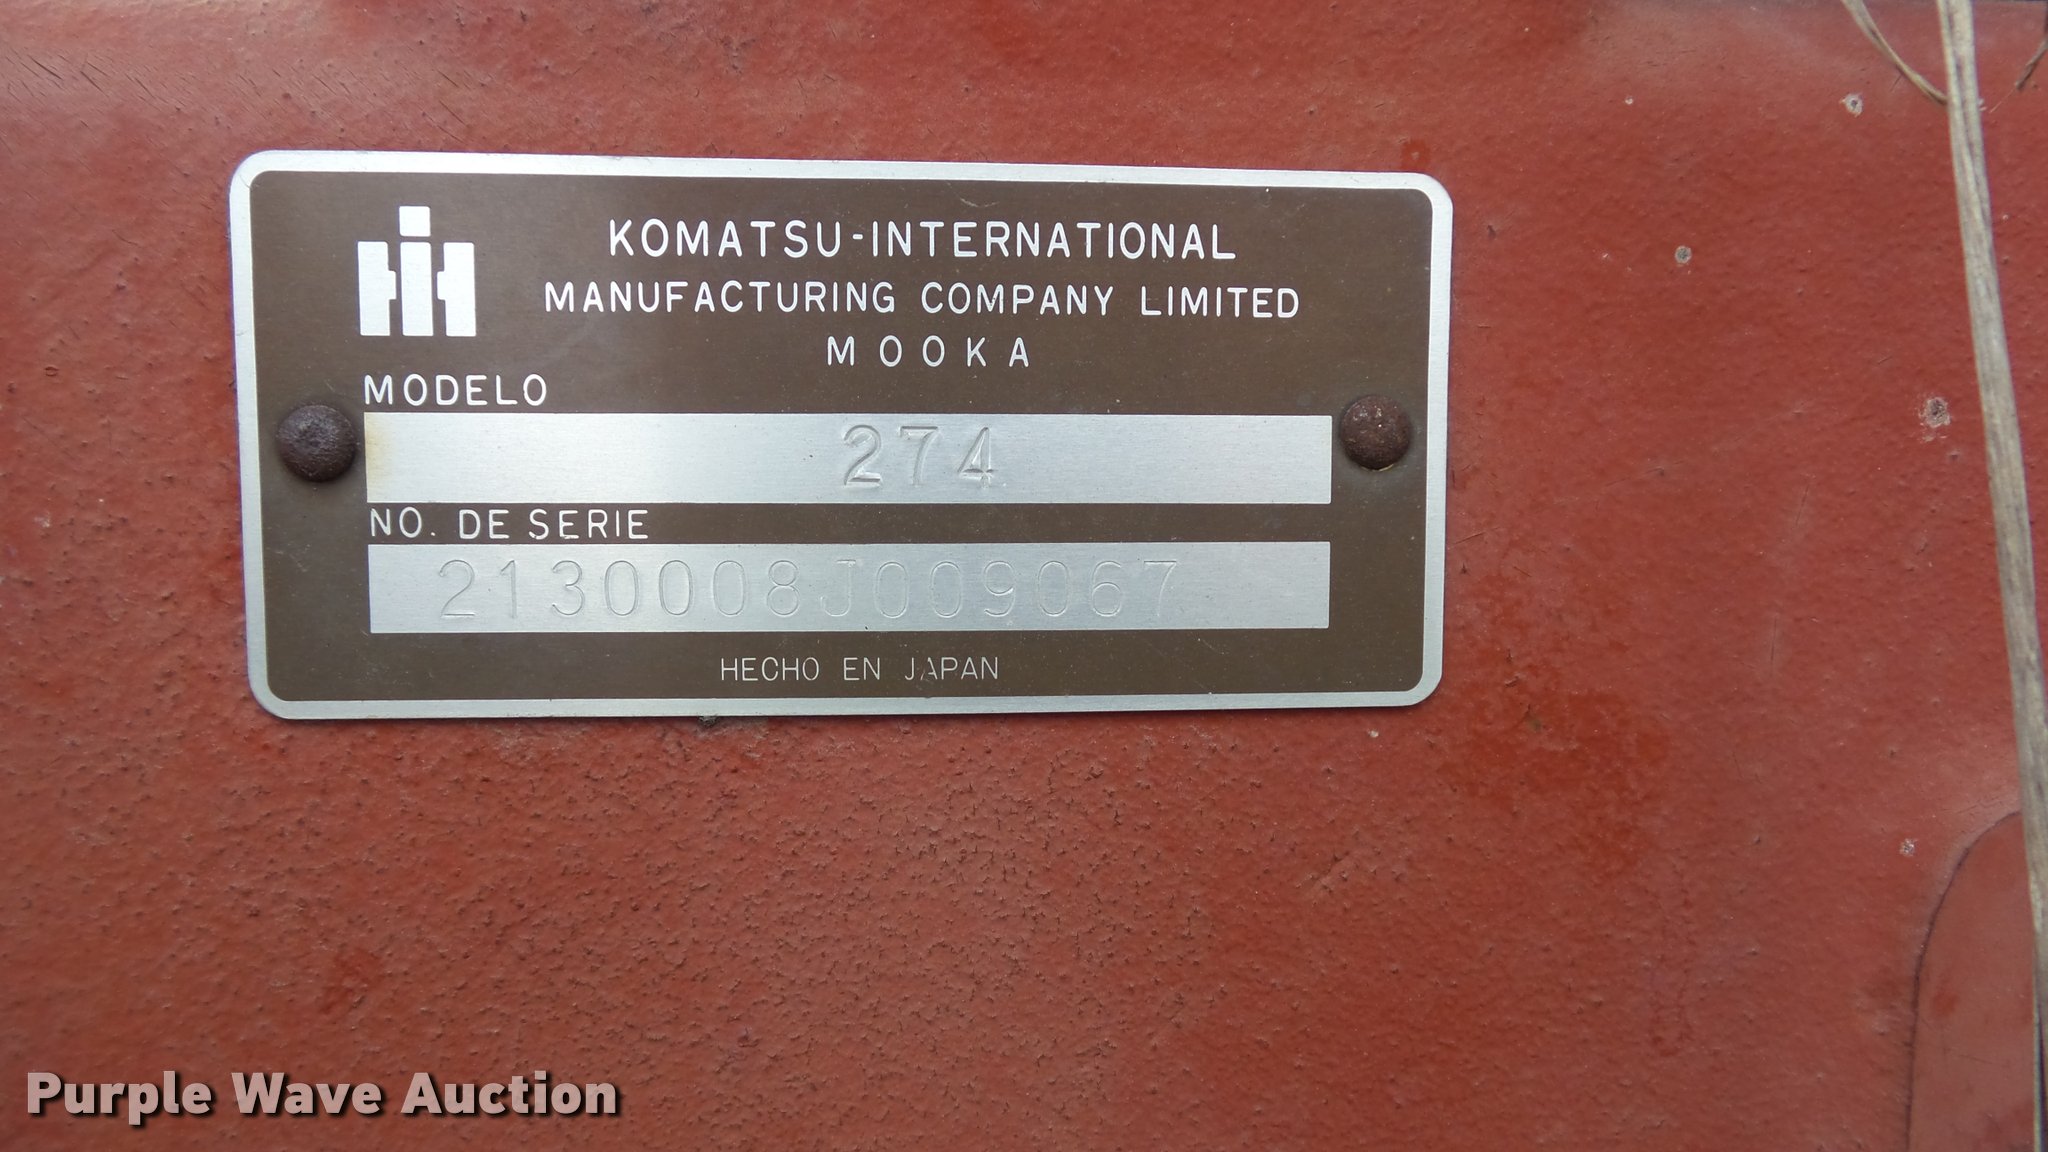 KOMATSU-INTERNATIONAL
MANUFACTURING COMPANY LIMITED
MOOKA
MODELO
274
NO. DE SERIE
2130008J009067
HECHO EN JAPAN
Purple Wave Auction